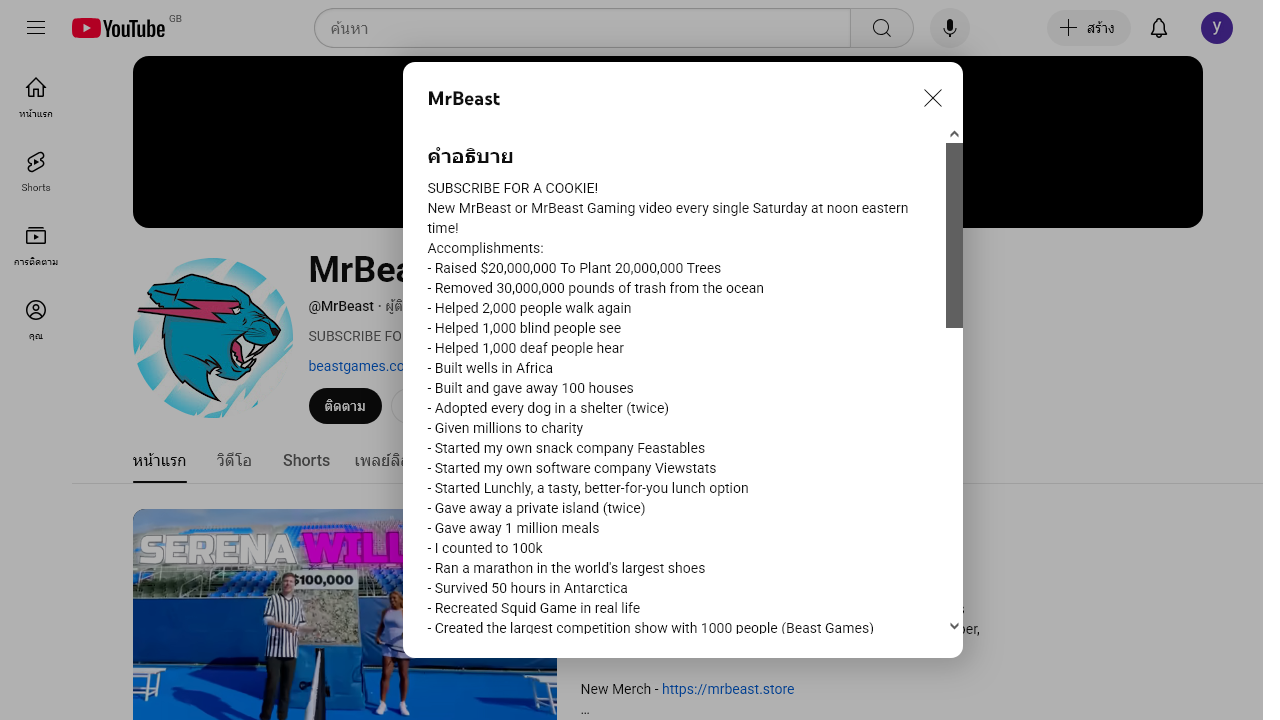 YouTube
GB
ค้นหา
สร้าง
y
หน้าแรก
Shorts
การติดตาม
คุณ
MrBeast
คำอธิบาย
SUBSCRIBE FOR A COOKIE!
New MrBeast or MrBeast Gaming video every single Saturday at noon eastern
time!
Accomplishments:
- Raised $20,000,000 To Plant 20,000,000 Trees
- Removed 30,000,000 pounds of trash from the ocean
- Helped 2,000 people walk again
- Helped 1,000 blind people see
- Helped 1,000 deaf people hear
- Built wells in Africa
- Built and gave away 100 houses
- Adopted every dog in a shelter (twice)
- Given millions to charity
- Started my own snack company Feastables
- Started my own software company Viewstats
- Started Lunchly, a tasty, better-for-you lunch option
- Gave away a private island (twice)
- Gave away 1 million meals
- I counted to 100k
- Ran a marathon in the world's largest shoes
- Survived 50 hours in Antarctica
- Recreated Squid Game in real life
- Created the largest competition show with 1000 people (Beast Games)
MrBea
@MrBeast · ผู้ติ
SUBSCRIBE FO
beastgames.co
ติดตาม
หน้าแรก
วิดีโอ
Shorts
SERENA WILL
$100,000
New Merch - https://mrbeast.store
...